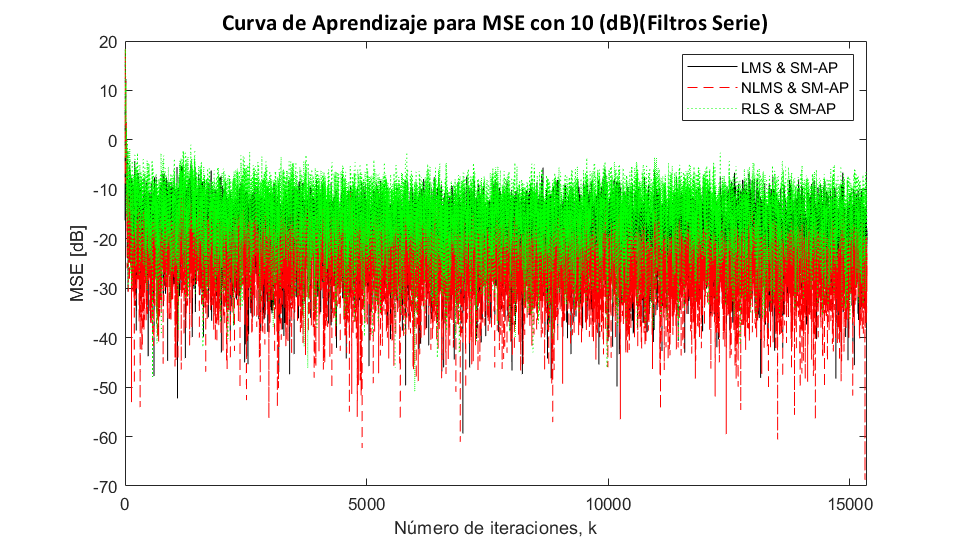 Curva de Aprendizaje para MSE con 10 (dB)(Filtros Serie)
20
10
0
-10
-20
-30
-40
-50
-60
-70
MSE [dB]
LMS & SM-AP
NLMS & SM-AP
RLS & SM-AP
0 5000 10000 15000
Número de iteraciones, k